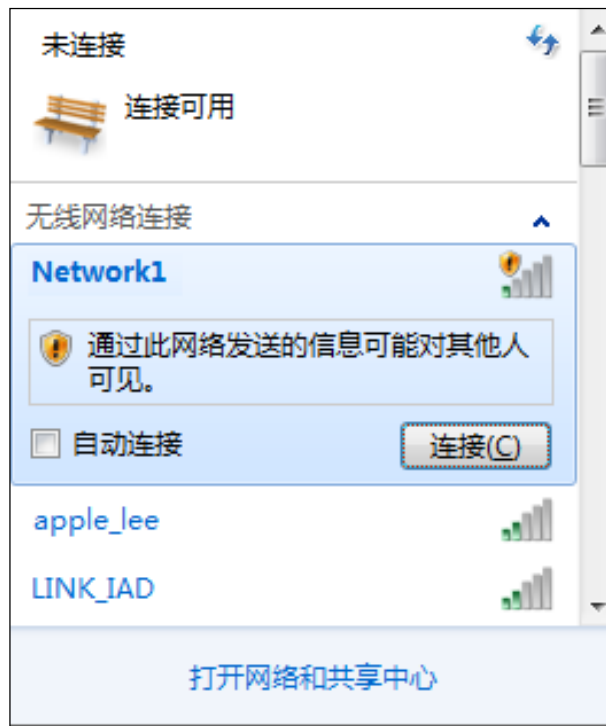 未连接
连接可用
无线网络连接
Network1
通过此网络发送的信息可能对其他人
可见。
自动连接
连接(C)
apple_lee
LINK_IAD
打开网络和共享中心